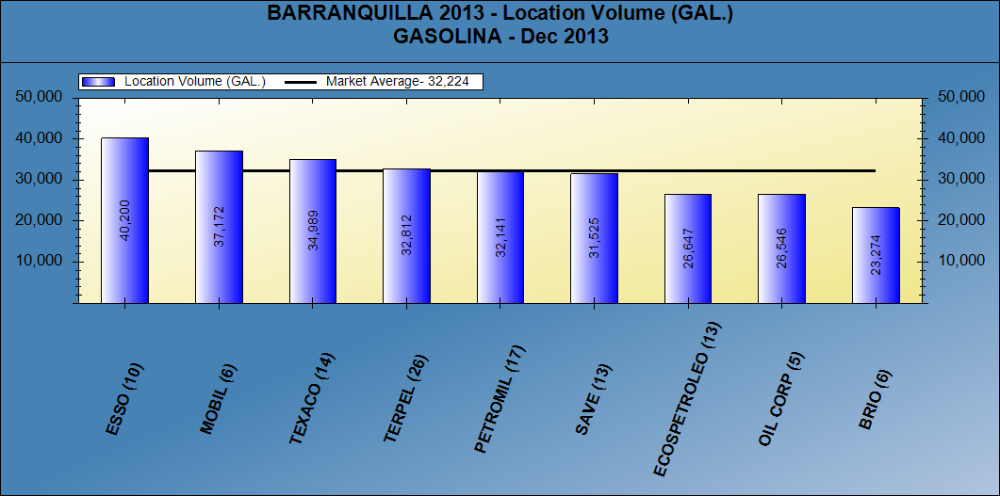 BARRANQUILLA 2013 - Location Volume (GAL.)
GASOLINA - Dec 2013
Location Volume (GAL.)
Market Average- 32,224
50,000
40,000
30,000
20,000
10,000
50,000
40,000
30,000
20,000
10,000
40,200
37,172
34,989
32,812
32,141
31,525
26,647
26,546
23,274
ESSO (10)
MOBIL (6)
TEXACO (14)
TERPEL (26)
PETROMIL (17)
SAVE (13)
ECOSPETROLEO (13)
OIL CORP (5)
BRIO (6)